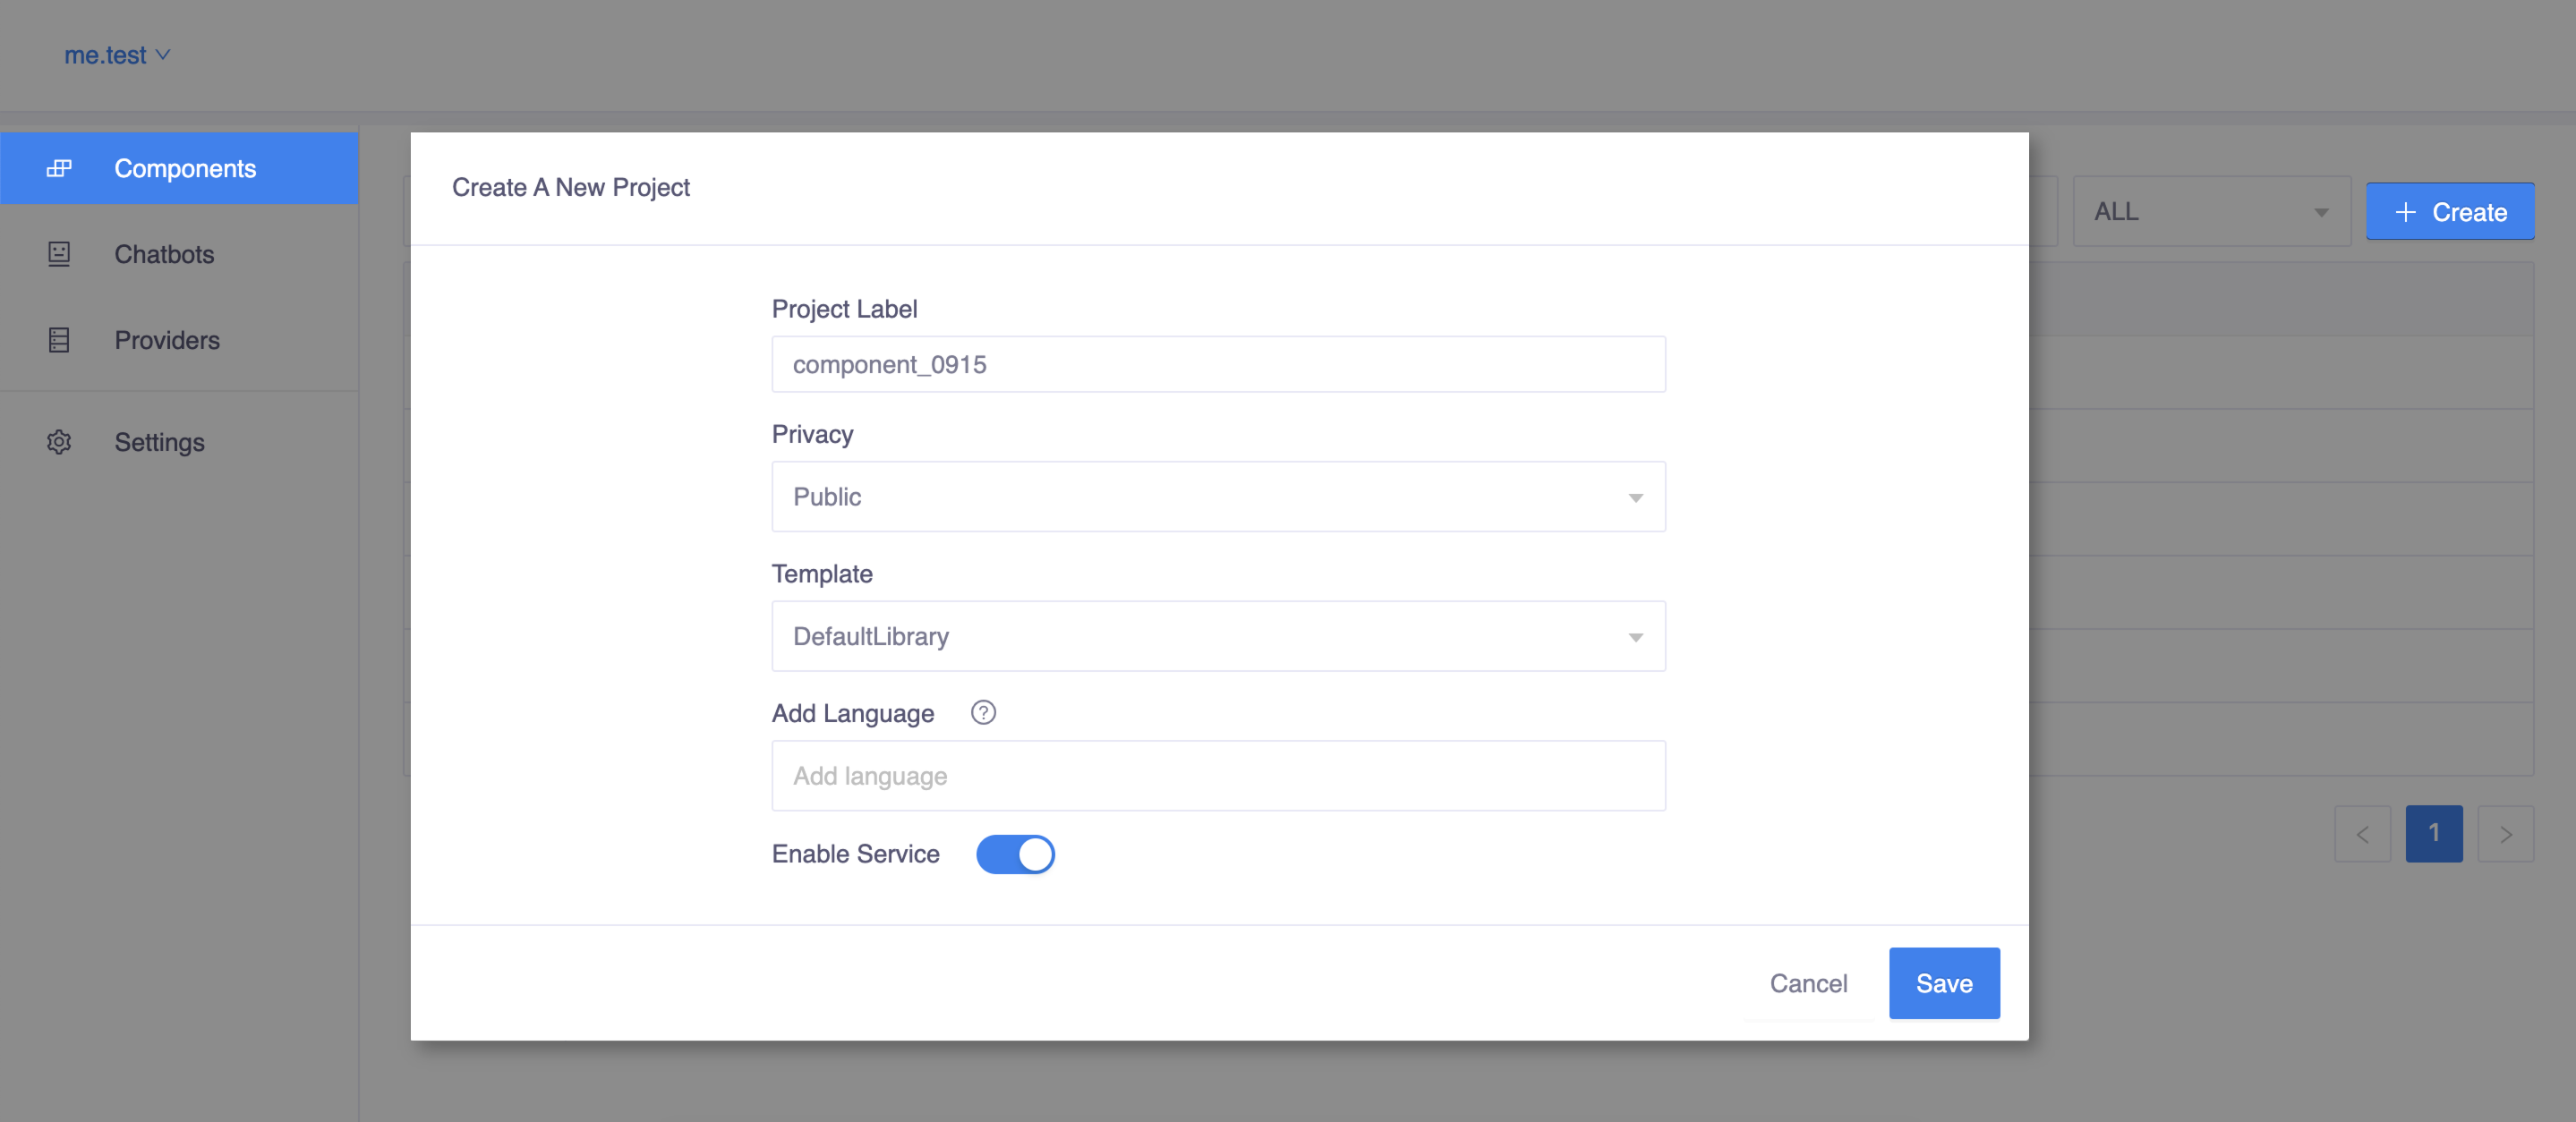 me.test
Components
Chatbots
Providers
Settings
ALL
+ Create
Create A New Project
Project Label
component_0915
Privacy
Public
Template
DefaultLibrary
Add Language ?
Add language
Enable Service
Cancel
Save
< 1 >